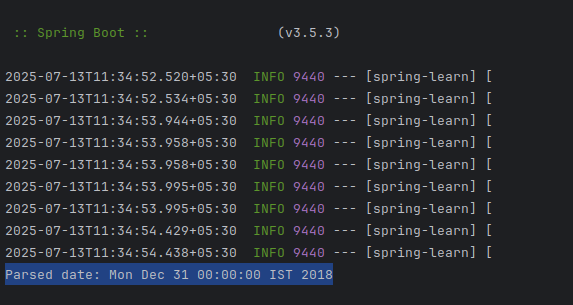 :: Spring Boot :: (v3.5.3)
2025-07-13T11:34:52.520+05:30 INFO 9440 --- [spring-learn] [
2025-07-13T11:34:52.534+05:30 INFO 9440 --- [spring-learn] [
2025-07-13T11:34:53.944+05:30 INFO 9440 --- [spring-learn] [
2025-07-13T11:34:53.958+05:30 INFO 9440 --- [spring-learn] [
2025-07-13T11:34:53.958+05:30 INFO 9440 --- [spring-learn] [
2025-07-13T11:34:53.995+05:30 INFO 9440 --- [spring-learn] [
2025-07-13T11:34:53.995+05:30 INFO 9440 --- [spring-learn] [
2025-07-13T11:34:54.429+05:30 INFO 9440 --- [spring-learn] [
2025-07-13T11:34:54.438+05:30 INFO 9440 --- [spring-learn] [
Parsed date: Mon Dec 31 00:00:00 IST 2018